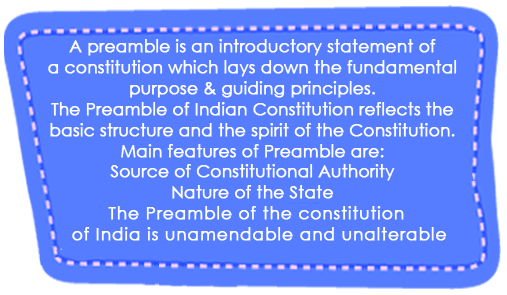 A preamble is an introductory statement of
a constitution which lays down the fundamental
purpose & guiding principles.
The Preamble of Indian Constitution reflects the
basic structure and the spirit of the Constitution.
Main features of Preamble are:
Source of Constitutional Authority
Nature of the State
The Preamble of the constitution
of India is unamendable and unalterable